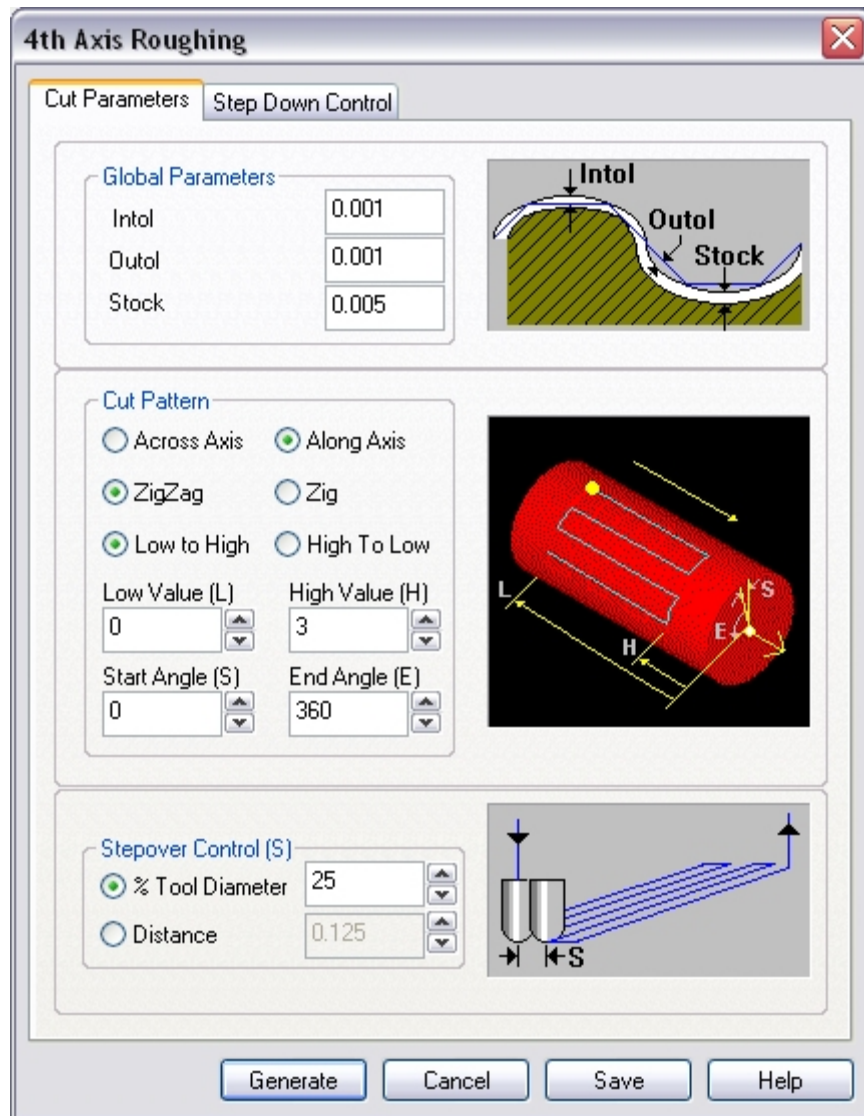 4th Axis Roughing
Cut Parameters
Step Down Control
Global Parameters
Intol 0.001
Outol 0.001
Stock 0.005
Intol
Outol
Stock
Cut Pattern
Across Axis Along Axis
ZigZag Zig
Low to High High To Low
Low Value (L) High Value (H)
0 3
Start Angle (S) End Angle (E)
0 360
L
H
S
E
Stepover Control (S)
% Tool Diameter 25
Distance 0.125
S
Generate Cancel Save Help